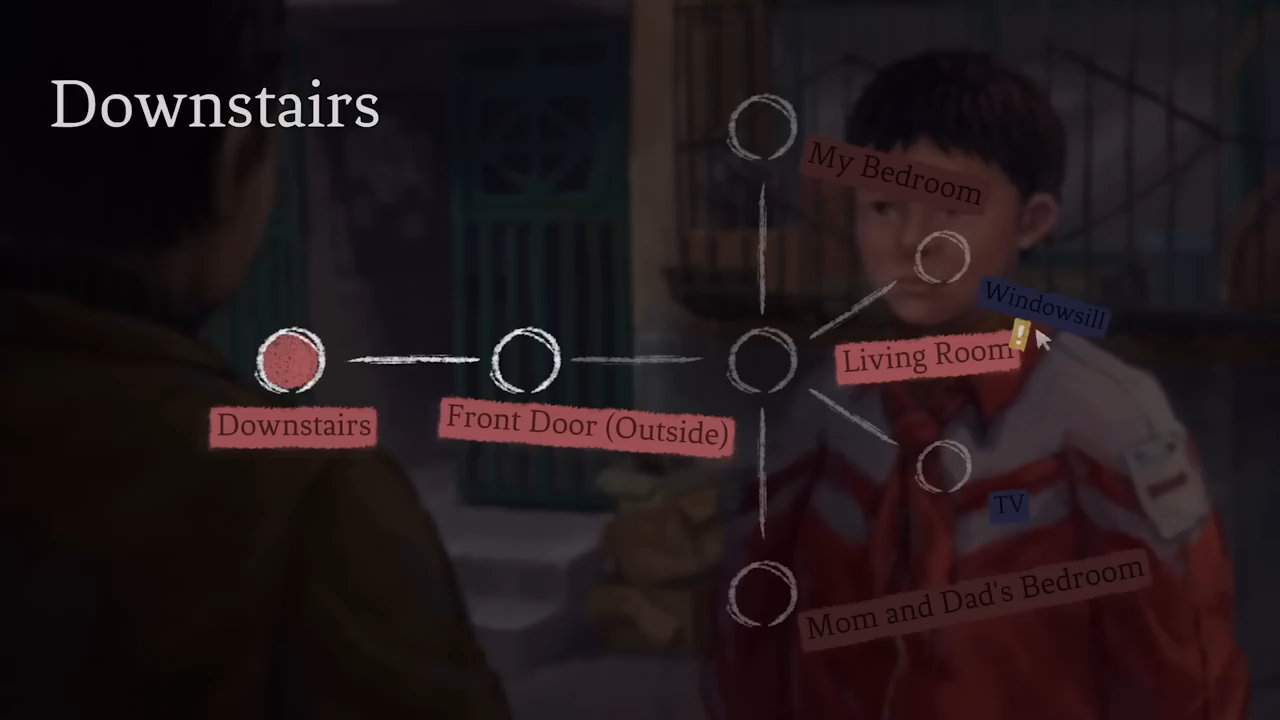 Downstairs
My Bedroom
Windowsill
!
Living Room
Downstairs
Front Door (Outside)
TV
Mom and Dad's Bedroom